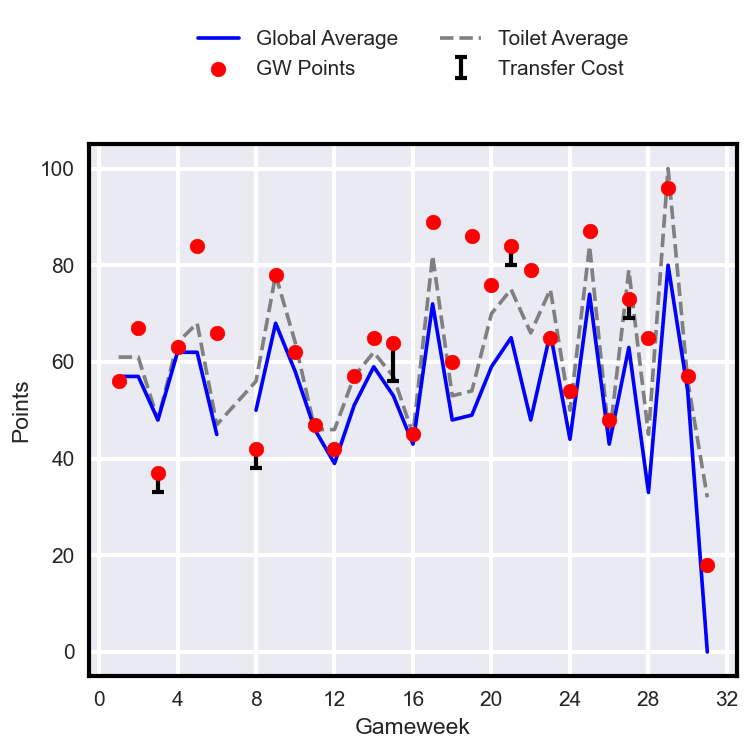 Global Average
Toilet Average
GW Points
Transfer Cost
100
80
60
40
20
0
Points
0 4 8 12 16 20 24 28 32
Gameweek